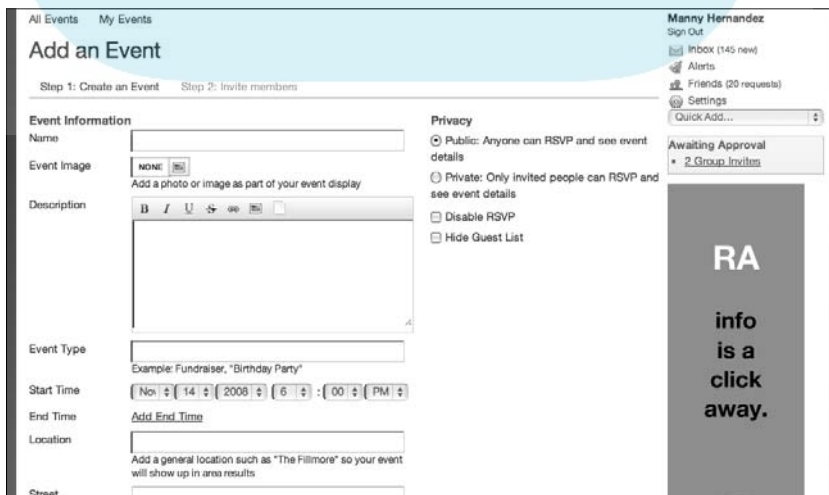 All Events My Events
Add an Event
Step 1: Create an Event Step 2: Invite members
Event Information
Name
Event Image NONE
Add a photo or image as part of your event display
Description
B I U S
Event Type
Example: Fundraiser, "Birthday Party"
Start Time Nov 14 2008 6 : 00 PM
End Time Add End Time
Location
Add a general location such as "The Fillmore" so your event
will show up in area results
Street
Privacy
Public: Anyone can RSVP and see event
details
Private: Only invited people can RSVP and
see event details
Disable RSVP
Hide Guest List
Manny Hernandez
Sign Out
Inbox (145 new)
Alerts
Friends (20 requests)
Settings
Quick Add...
Awaiting Approval
2 Group Invites
RA
info
is a
click
away.